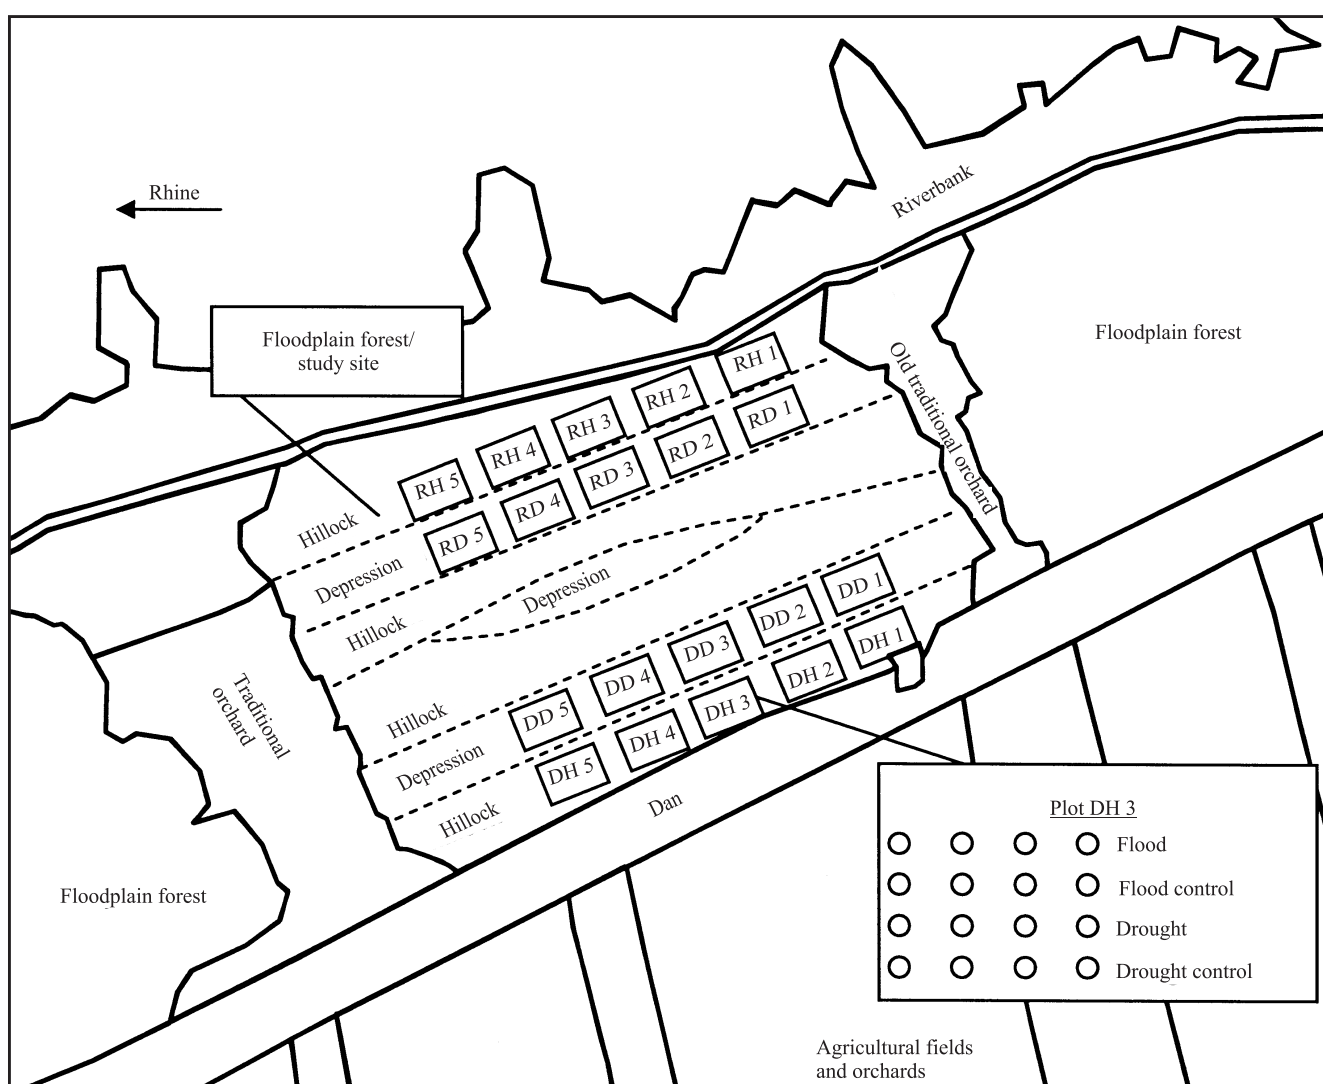 Rhine
Riverbank
Floodplain forest/
study site
Floodplain forest
Old traditional orchard
RH 1
RH 2
RH 3
RH 4
RH 5
RD 1
RD 2
RD 3
RD 4
RD 5
Hillock
Depression
Hillock
Depression
DD 1
DD 2
DD 3
DD 4
DD 5
DH 1
DH 2
DH 3
DH 4
DH 5
Hillock
Depression
Hillock
Traditional
orchard
Dan
Floodplain forest
Plot DH 3
Flood
Flood control
Drought
Drought control
Agricultural fields
and orchards